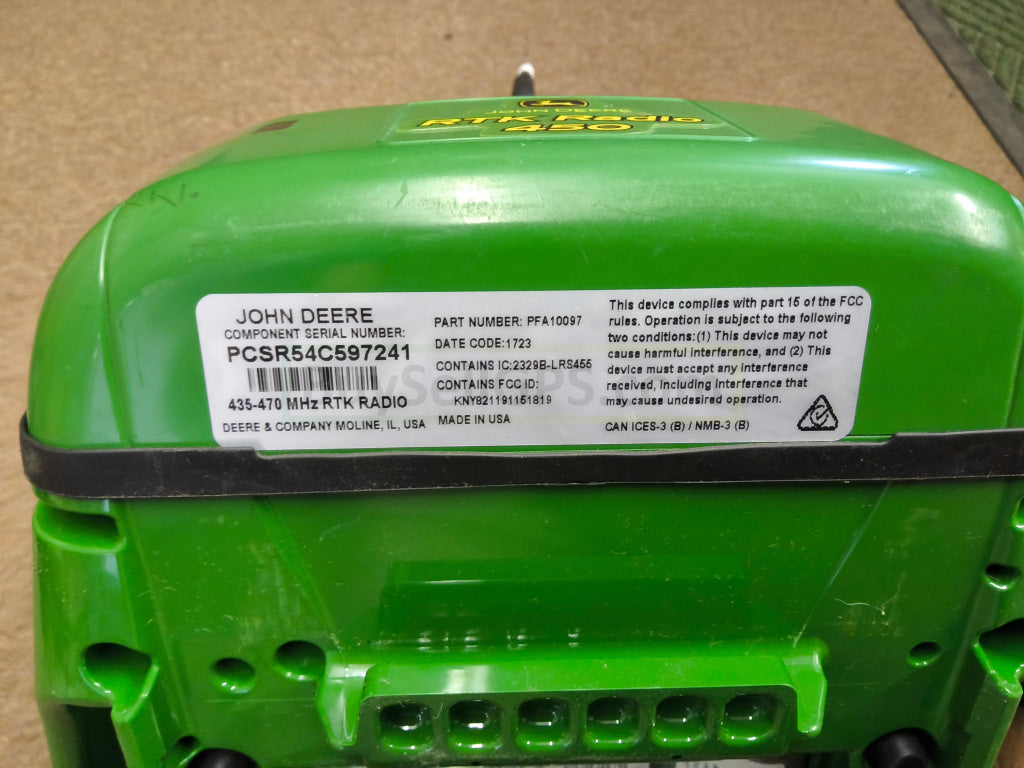 JOHN DEERE
RTK Radio
450
JOHN DEERE
COMPONENT SERIAL NUMBER:
PCSR54C597241
435-470 MHz RTK RADIO
DEERE & COMPANY MOLINE, IL, USA
PART NUMBER: PFA10097
DATE CODE:1723
CONTAINS IC:2329B-LRS455
CONTAINS FCC ID:
KNY821191151819
MADE IN USA
This device complies with part 15 of the FCC
rules. Operation is subject to the following
two conditions:(1) This device may not
cause harmful interference, and (2) This
device must accept any interference
received, including interference that
may cause undesired operation.
CAN ICES-3 (B) / NMB-3 (B)